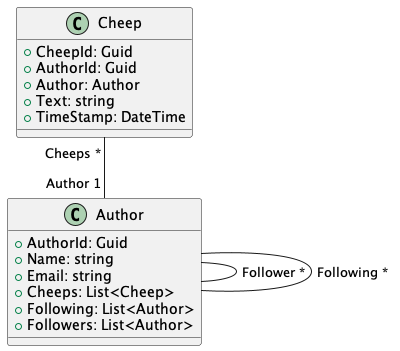 C Cheep
CheepId: Guid
AuthorId: Guid
Author: Author
Text: string
TimeStamp: DateTime
Cheeps *
Author 1
C Author
AuthorId: Guid
Name: string
Email: string
Cheeps: List<Cheep>
Following: List<Author>
Followers: List<Author>
Follower *
Following *